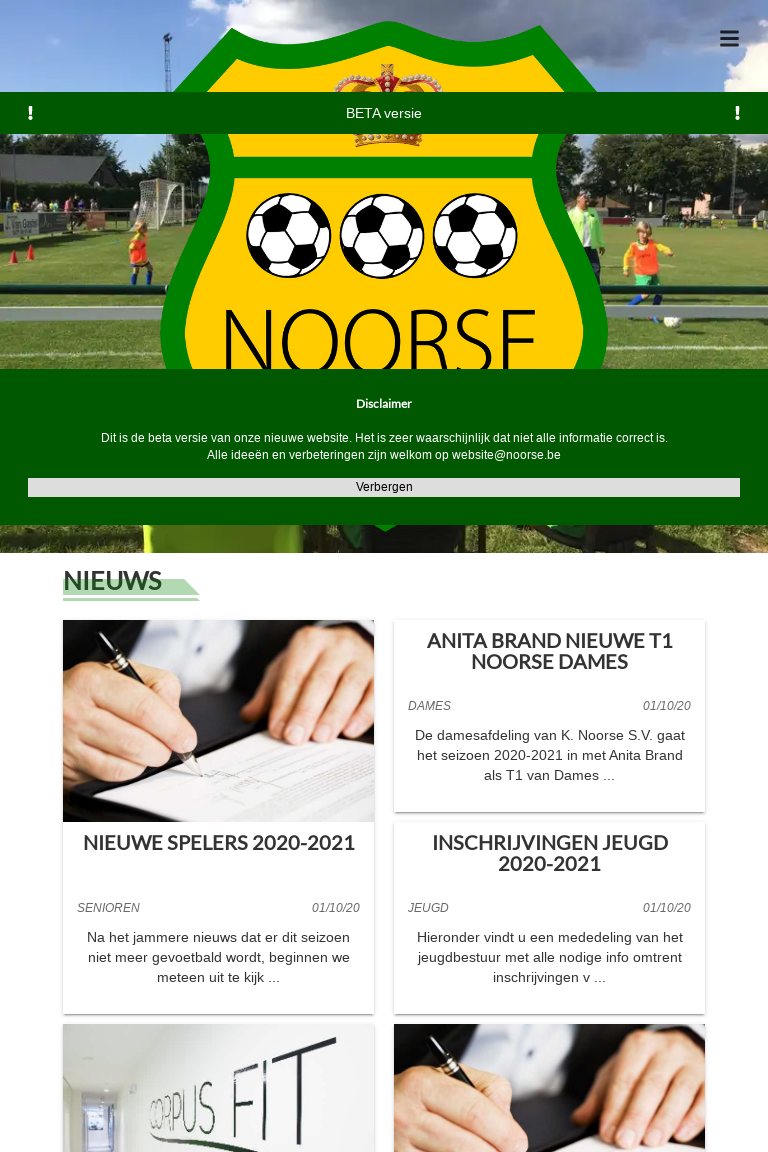 BETA versie
J. Van Gastel
NOORSE
Disclaimer
Dit is de beta versie van onze nieuwe website. Het is zeer waarschijnlijk dat niet alle informatie correct is.
Alle ideeën en verbeteringen zijn welkom op website@noorse.be
Verbergen
NIEUWS
NIEUWE SPELERS 2020-2021
SENIOREN 01/10/20
Na het jammere nieuws dat er dit seizoen
niet meer gevoetbald wordt, beginnen we
meteen uit te kijk ...
ANITA BRAND NIEUWE T1
NOORSE DAMES
DAMES 01/10/20
De damesafdeling van K. Noorse S.V. gaat
het seizoen 2020-2021 in met Anita Brand
als T1 van Dames ...
INSCHRIJVINGEN JEUGD
2020-2021
JEUGD 01/10/20
Hieronder vindt u een mededeling van het
jeugdbestuur met alle nodige info omtrent
inschrijvingen v ...
CORPUS FIT